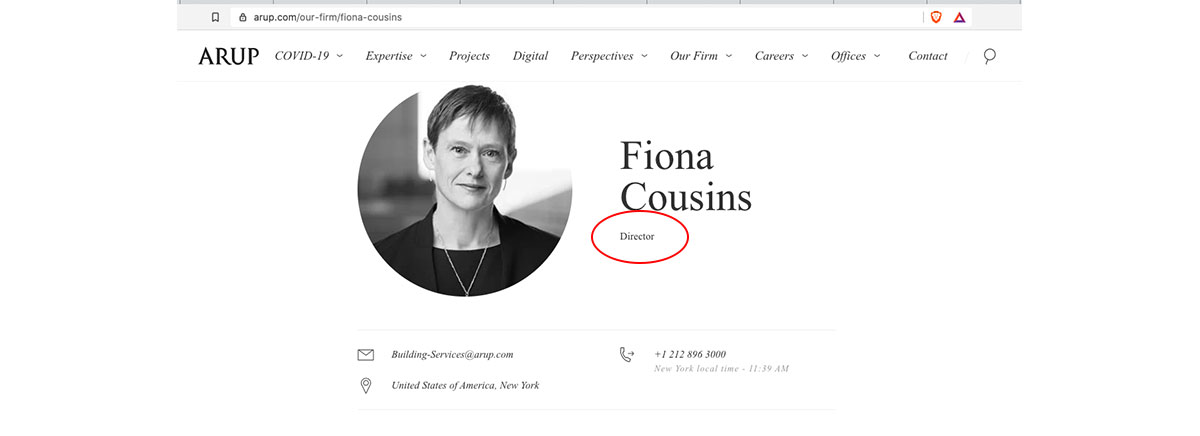 arup.com/our-firm/fiona-cousins
ARUP COVID-19 Expertise Projects Digital Perspectives Our Firm Careers Offices Contact
Fiona
Cousins
Director
Building-Services@arup.com
+1 212 896 3000
New York local time - 11:39 AM
United States of America, New York